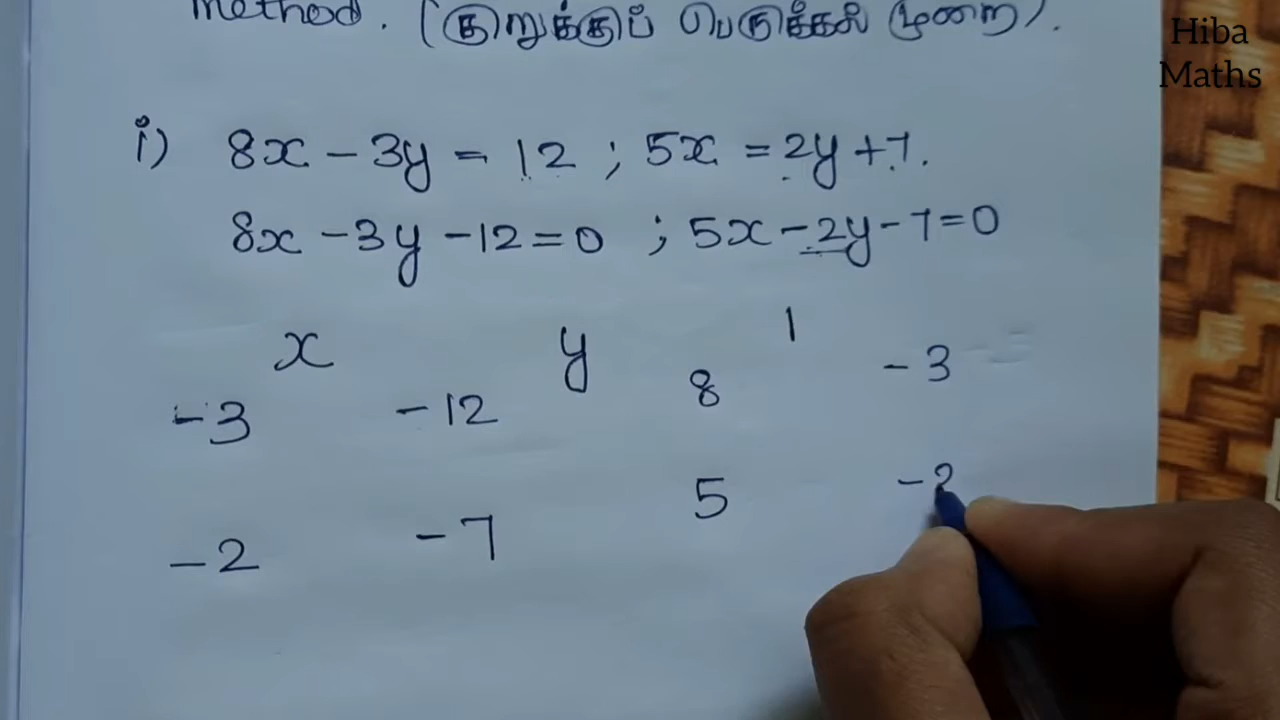 Method. (குறுக்குப் பெருக்கல் முறை).
Hiba
Maths
i) 8x - 3y = 12 ; 5x = 2y + 7.
8x - 3y - 12 = 0 ; 5x - 2y - 7 = 0
x y 1
-3 -12 8 -3
-2 -7 5 -2